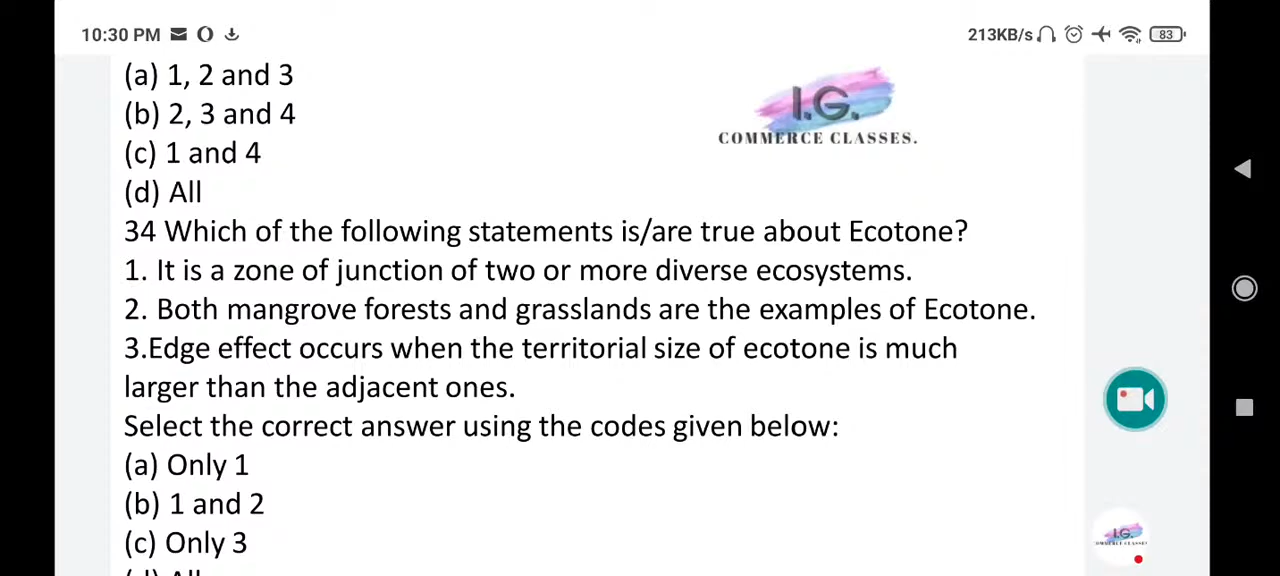 10:30 PM
213KB/s
83
(a) 1, 2 and 3
(b) 2, 3 and 4
(c) 1 and 4
(d) All
I.G.
COMMERCE CLASSES.
34 Which of the following statements is/are true about Ecotone?
1. It is a zone of junction of two or more diverse ecosystems.
2. Both mangrove forests and grasslands are the examples of Ecotone.
3.Edge effect occurs when the territorial size of ecotone is much
larger than the adjacent ones.
Select the correct answer using the codes given below:
(a) Only 1
(b) 1 and 2
(c) Only 3
(d) All
I.G.
COMMERCE CLASSES